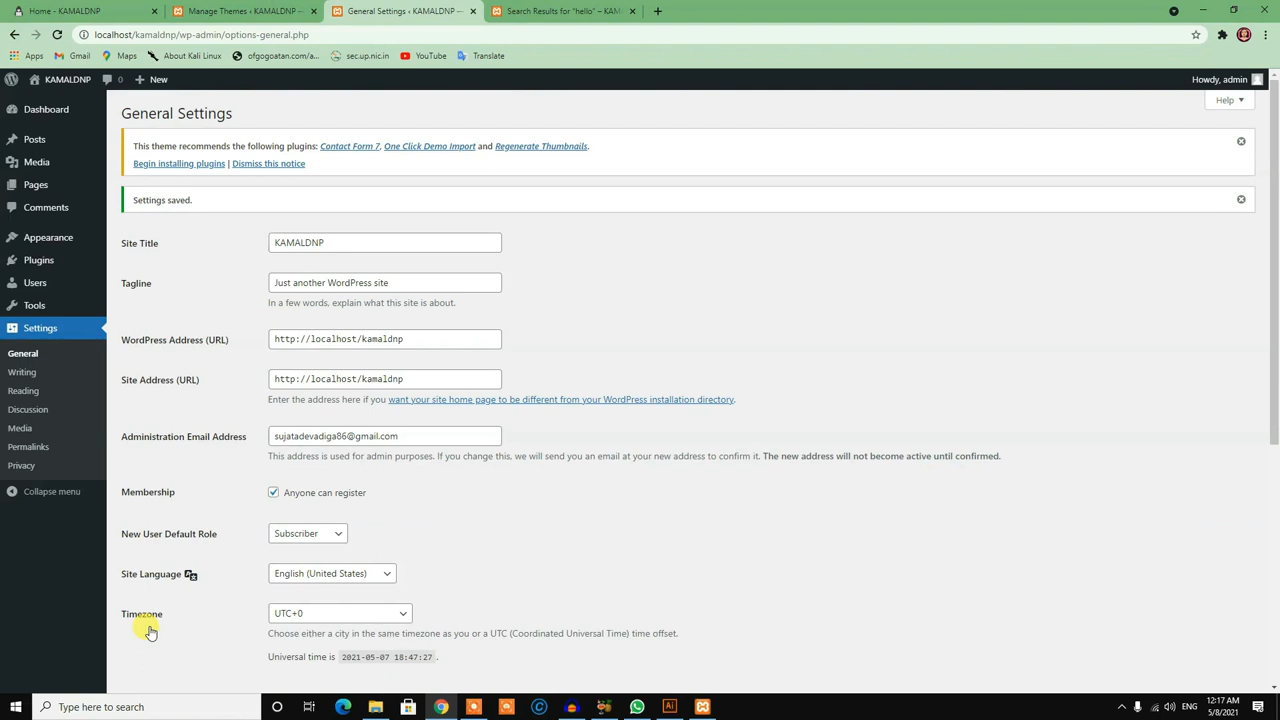 Home - KAMALDNP
Manage Themes ‹ KAMALDNP —
General Settings ‹ KAMALDNP —
Search Results for "hello" – KAM
localhost/kamaldnp/wp-admin/options-general.php
Apps
Gmail
Maps
About Kali Linux
ofgogoatan.com/a...
sec.up.nic.in
YouTube
Translate
KAMALDNP
0
New
Howdy, admin
Help
Dashboard
Posts
Media
Pages
Comments
Appearance
Plugins
Users
Tools
Settings
General
Writing
Reading
Discussion
Media
Permalinks
Privacy
Collapse menu
General Settings
This theme recommends the following plugins: Contact Form 7, One Click Demo Import and Regenerate Thumbnails.
Begin installing plugins | Dismiss this notice
Settings saved.
Site Title
KAMALDNP
Tagline
Just another WordPress site
In a few words, explain what this site is about.
WordPress Address (URL)
http://localhost/kamaldnp
Site Address (URL)
http://localhost/kamaldnp
Enter the address here if you want your site home page to be different from your WordPress installation directory.
Administration Email Address
sujatadevadiga86@gmail.com
This address is used for admin purposes. If you change this, we will send you an email at your new address to confirm it. The new address will not become active until confirmed.
Membership
Anyone can register
New User Default Role
Subscriber
Site Language
English (United States)
Timezone
UTC+0
Choose either a city in the same timezone as you or a UTC (Coordinated Universal Time) time offset.
Universal time is 2021-05-07 18:47:27 .
Type here to search
ENG
12:17 AM
5/8/2021